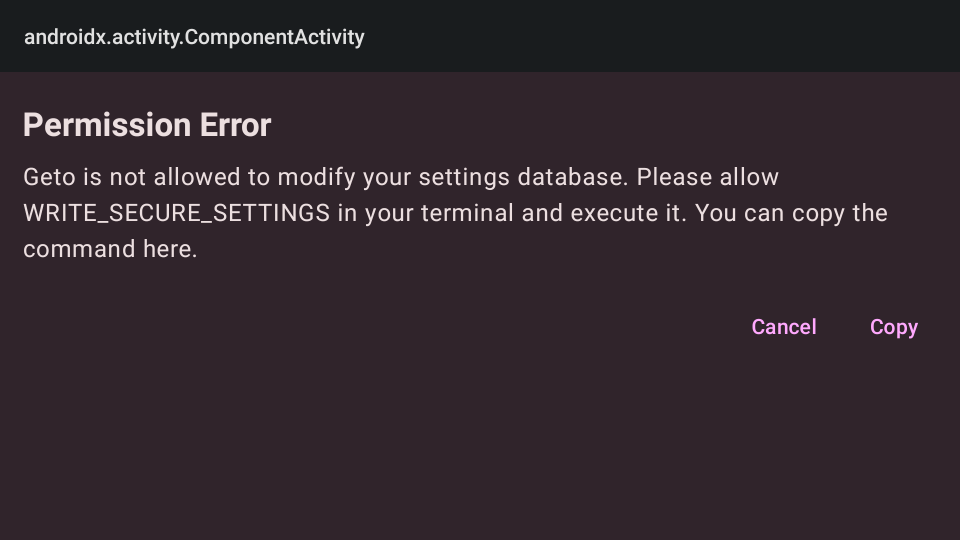 androidx.activity.ComponentActivity
Permission Error
Geto is not allowed to modify your settings database. Please allow
WRITE_SECURE_SETTINGS in your terminal and execute it. You can copy the
command here.
Cancel Copy